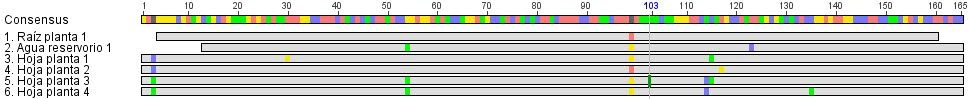 1 10 20 30 40 50 60 70 80 90 103 110 120 130 140 150 165
Consensus
1. Raíz planta 1
2. Agua reservorio 1
3. Hoja planta 1
4. Hoja planta 2
5. Hoja planta 3
6. Hoja planta 4